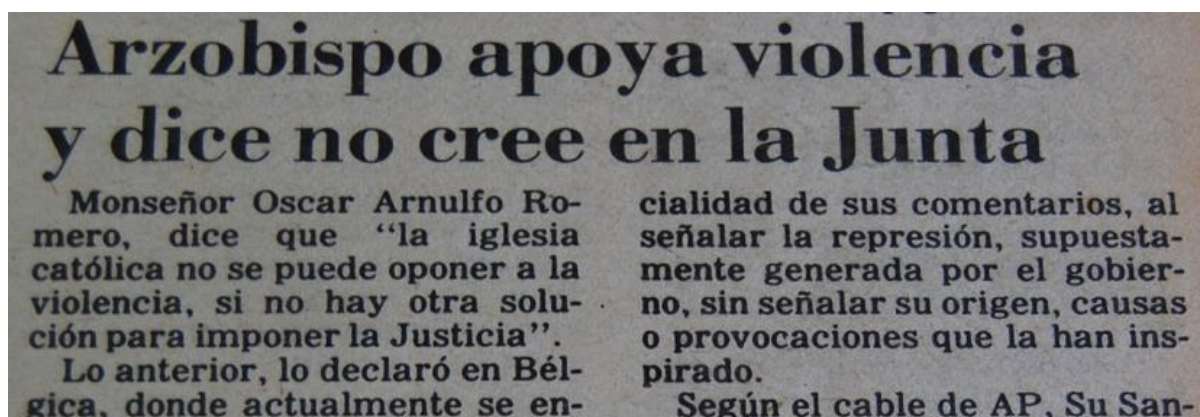 Arzobispo apoya violencia
y dice no cree en la Junta
Monseñor Oscar Arnulfo Ro-
mero, dice que “la iglesia
católica no se puede oponer a la
violencia, si no hay otra solu-
ción para imponer la Justicia”.
Lo anterior, lo declaró en Bél-
gica, donde actualmente se en-
cialidad de sus comentarios, al
señalar la represión, supuesta-
mente generada por el gobier-
no, sin señalar su origen, causas
o provocaciones que la han ins-
pirado.
Según el cable de AP. Su San-